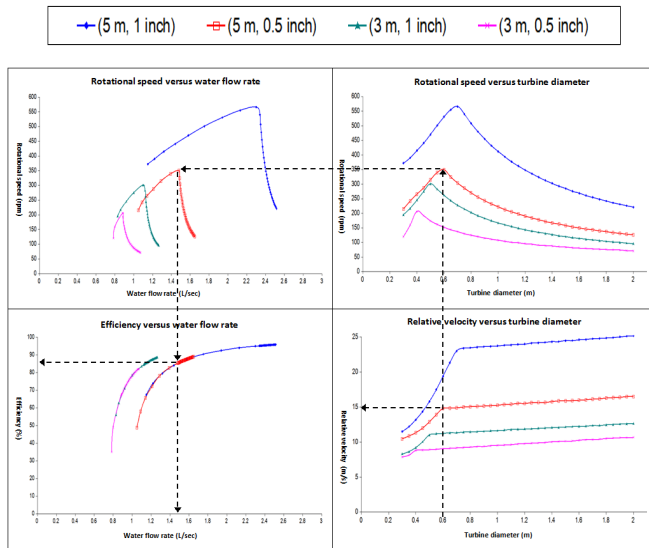 (5 m, 1 inch) (5 m, 0.5 inch) (3 m, 1 inch) (3 m, 0.5 inch)
Rotational speed versus water flow rate
600
550
500
450
400
350
300
250
200
150
100
50
0
Rotational speed (rpm)
0 0.2 0.4 0.6 0.8 1 1.2 1.4 1.6 1.8 2 2.2 2.4 2.6 2.8 3
Water flow rate (L/sec)
Rotational speed versus turbine diameter
600
550
500
450
400
350
300
250
200
150
100
50
0
Rotational speed (rpm)
0 0.2 0.4 0.6 0.8 1 1.2 1.4 1.6 1.8 2
Turbine diameter (m)
Efficiency versus water flow rate
100
90
80
70
60
50
40
30
20
10
0
Efficiency (%)
0 0.2 0.4 0.6 0.8 1 1.2 1.4 1.6 1.8 2 2.2 2.4 2.6 2.8 3
Water flow rate (L/sec)
Relative velocity versus turbine diameter
25
20
15
10
5
0
Relative velocity (m/s)
0 0.2 0.4 0.6 0.8 1 1.2 1.4 1.6 1.8 2
Turbine diameter (m)